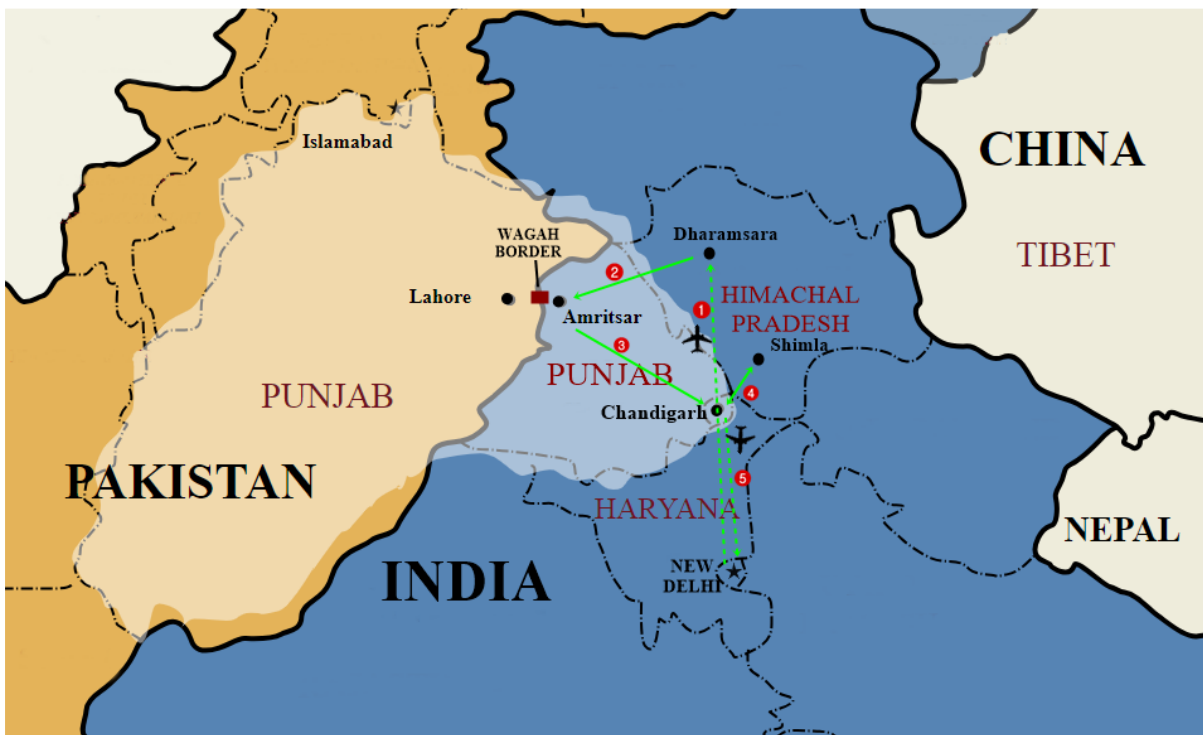 Islamabad
CHINA
WAGAH
BORDER
Dharamsara
2
TIBET
Lahore
Amritsar
1
HIMACHAL
PRADESH
3
Shimla
PUNJAB
PUNJAB
4
Chandigarh
PAKISTAN
5
HARYANA
NEPAL
INDIA
NEW
DELHI